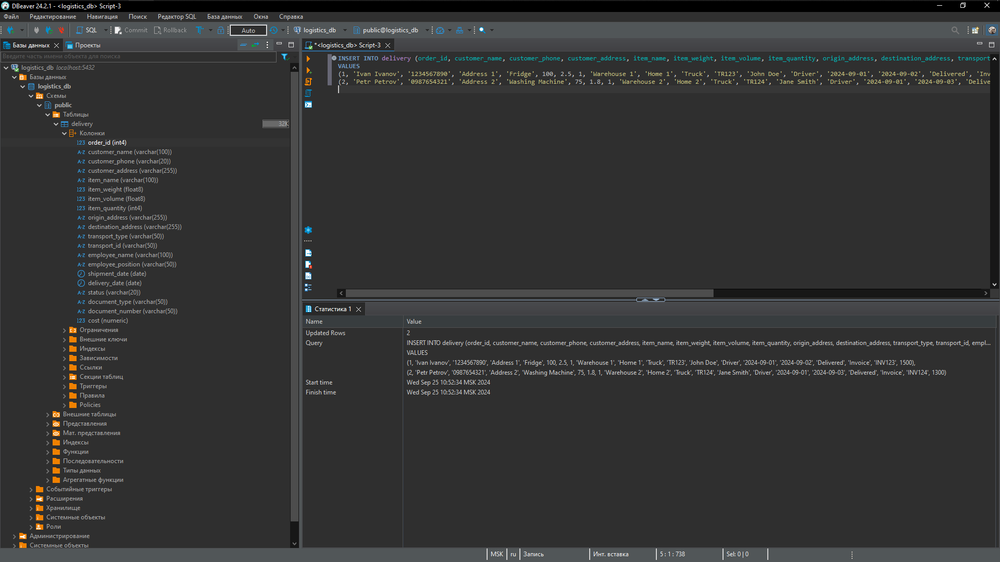 DBeaver 24.2.1 - <logistics_db> Script-3
Файл Редактирование Навигация Поиск Редактор SQL База данных Окна Справка
SQL Commit Rollback Auto logistics_db public@logistics_db
Базы данных Проекты
Введите часть имени объекта для поиска
logistics_db localhost:5432
Базы данных
logistics_db
Схемы
public
Таблицы
delivery 32K
Колонки
123 order_id (int4)
A-Z customer_name (varchar(100))
A-Z customer_phone (varchar(20))
A-Z customer_address (varchar(255))
A-Z item_name (varchar(100))
123 item_weight (float8)
123 item_volume (float8)
123 item_quantity (int4)
A-Z origin_address (varchar(255))
A-Z destination_address (varchar(255))
A-Z transport_type (varchar(50))
A-Z transport_id (varchar(50))
A-Z employee_name (varchar(100))
A-Z employee_position (varchar(50))
shipment_date (date)
delivery_date (date)
A-Z status (varchar(20))
A-Z document_type (varchar(50))
A-Z document_number (varchar(50))
123 cost (numeric)
Ограничения
Внешние ключи
Индексы
Зависимости
Ссылки
Секции таблиц
Триггеры
Правила
Policies
Внешние таблицы
Представления
Мат. представления
Индексы
Функции
Последовательности
Типы данных
Агрегатные функции
Событийные триггеры
Расширения
Хранилище
Системные объекты
Роли
Администрирование
Системные объекты
*<logistics_db> Script-3
INSERT INTO delivery (order_id, customer_name, customer_phone, customer_address, item_name, item_weight, item_volume, item_quantity, origin_address, destination_address, transport
VALUES
(1, 'Ivan Ivanov', '1234567890', 'Address 1', 'Fridge', 100, 2.5, 1, 'Warehouse 1', 'Home 1', 'Truck', 'TR123', 'John Doe', 'Driver', '2024-09-01', '2024-09-02', 'Delivered', 'Inv
(2, 'Petr Petrov', '0987654321', 'Address 2', 'Washing Machine', 75, 1.8, 1, 'Warehouse 2', 'Home 2', 'Truck', 'TR124', 'Jane Smith', 'Driver', '2024-09-01', '2024-09-03', 'Delive
Статистика 1
Name Value
Updated Rows 2
Query INSERT INTO delivery (order_id, customer_name, customer_phone, customer_address, item_name, item_weight, item_volume, item_quantity, origin_address, destination_address, transport_type, transport_id, empl...
VALUES
(1, 'Ivan Ivanov', '1234567890', 'Address 1', 'Fridge', 100, 2.5, 1, 'Warehouse 1', 'Home 1', 'Truck', 'TR123', 'John Doe', 'Driver', '2024-09-01', '2024-09-02', 'Delivered', 'Invoice', 'INV123', 1500),
(2, 'Petr Petrov', '0987654321', 'Address 2', 'Washing Machine', 75, 1.8, 1, 'Warehouse 2', 'Home 2', 'Truck', 'TR124', 'Jane Smith', 'Driver', '2024-09-01', '2024-09-03', 'Delivered', 'Invoice', 'INV124', 1300)
Start time Wed Sep 25 10:52:34 MSK 2024
Finish time Wed Sep 25 10:52:34 MSK 2024
MSK ru Запись Инт. вставка 5 : 1 : 738 Sel: 0 | 0